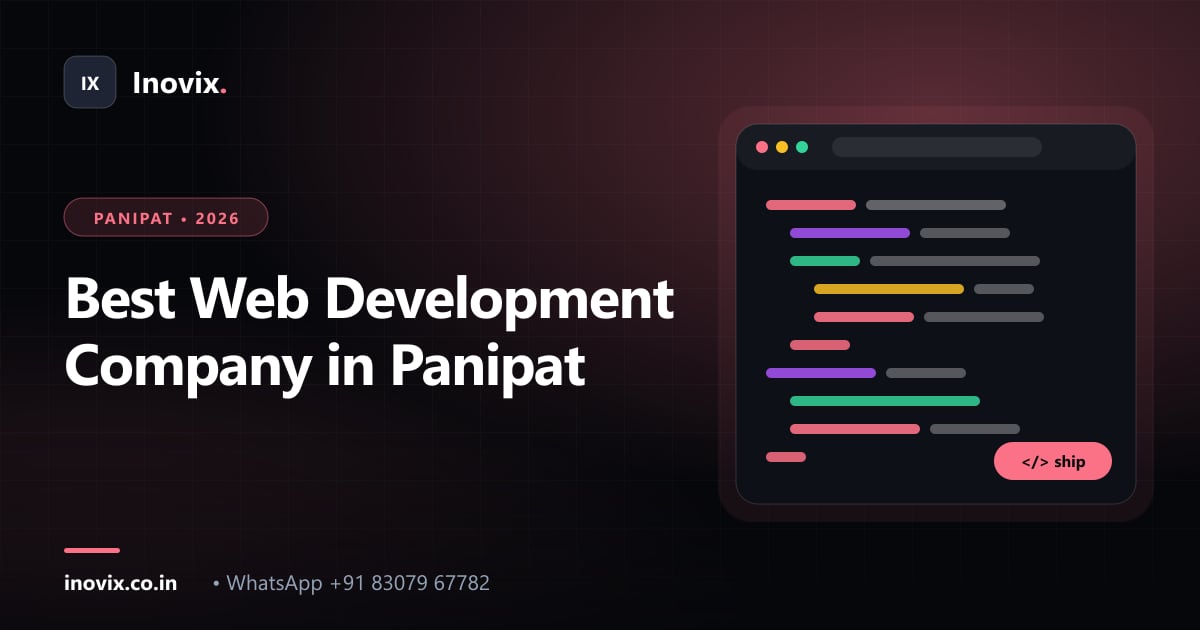 IX
Inovix.
PANIPAT • 2026
Best Web Development
Company in Panipat
</> ship
inovix.co.in • WhatsApp +91 83079 67782